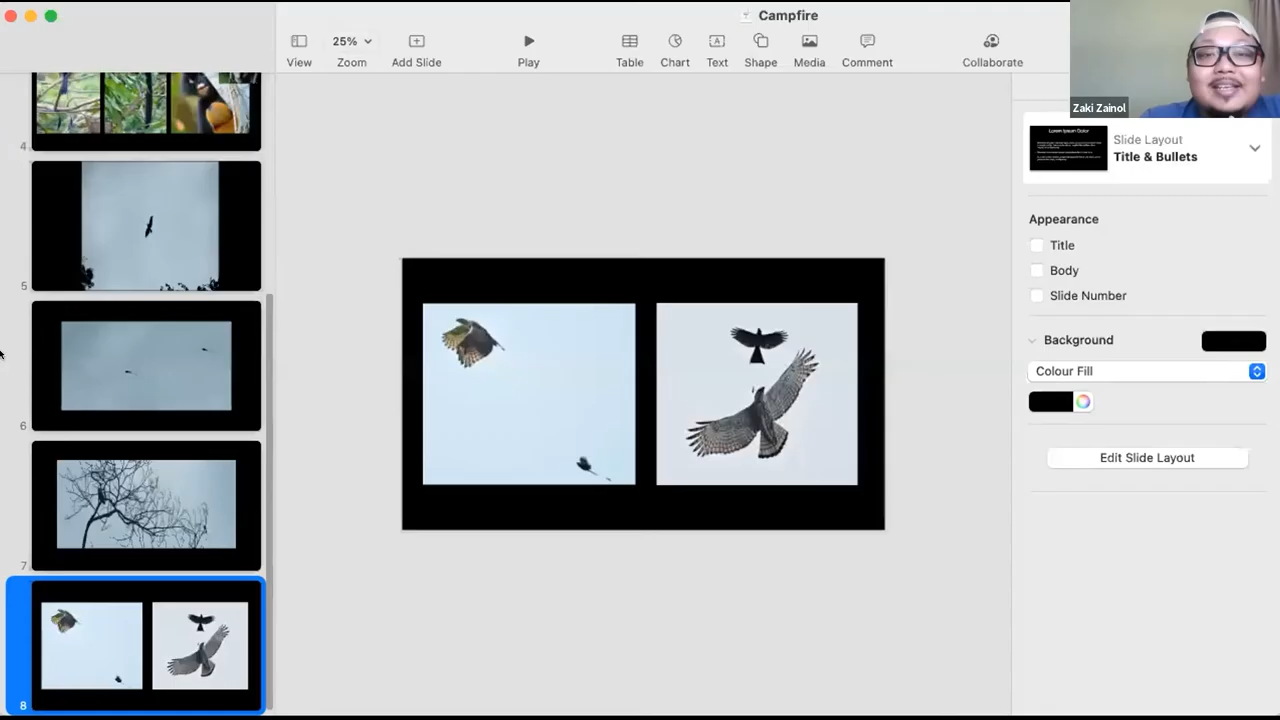 Campfire
25%
View
Zoom
Add Slide
Play
Table
Chart
Text
Shape
Media
Comment
Collaborate
Zaki Zainol
Slide Layout
Title & Bullets
Appearance
Title
Body
Slide Number
Background
Colour Fill
Edit Slide Layout
4
5
6
7
8